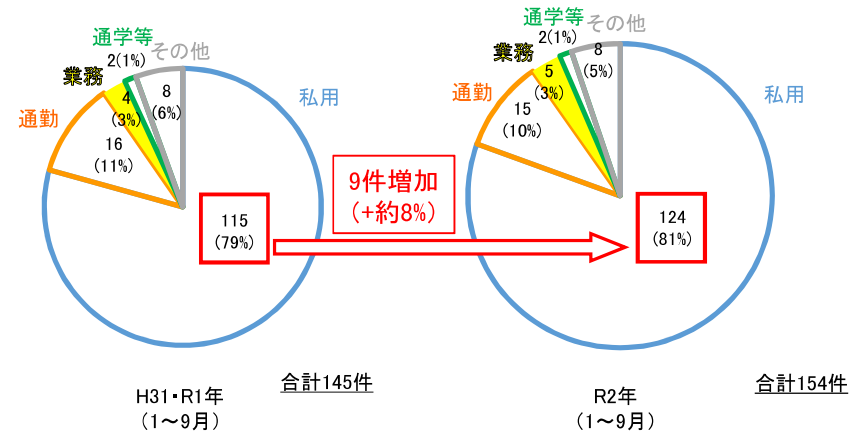 通学等
2(1%)
その他
業務
4
(3%)
8
(6%)
通勤
16
(11%)
私用
115
(79%)
合計145件
H31・R1年
(1～9月)
9件増加
(+約8%)
通学等
2(1%)
その他
業務
5
(3%)
8
(5%)
通勤
15
(10%)
私用
124
(81%)
合計154件
R2年
(1～9月)